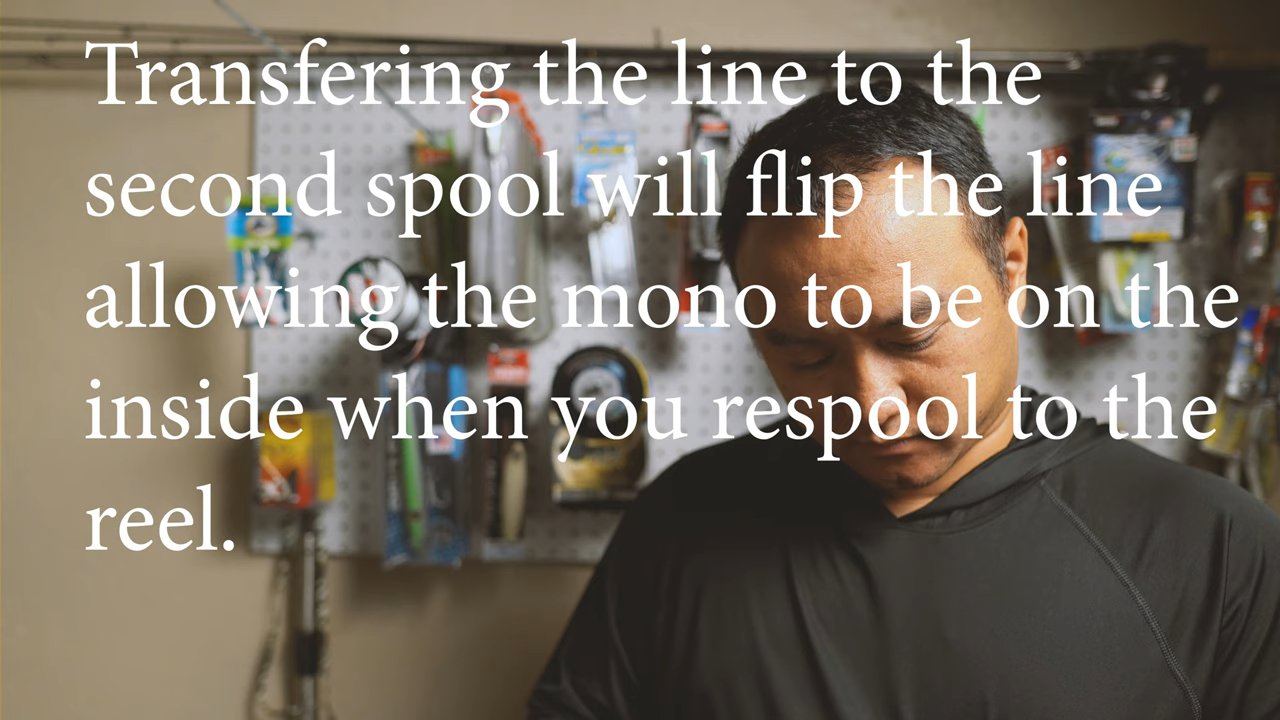 Transfering the line to the
second spool will flip the line
allowing the mono to be on the
inside when you respool to the
reel.